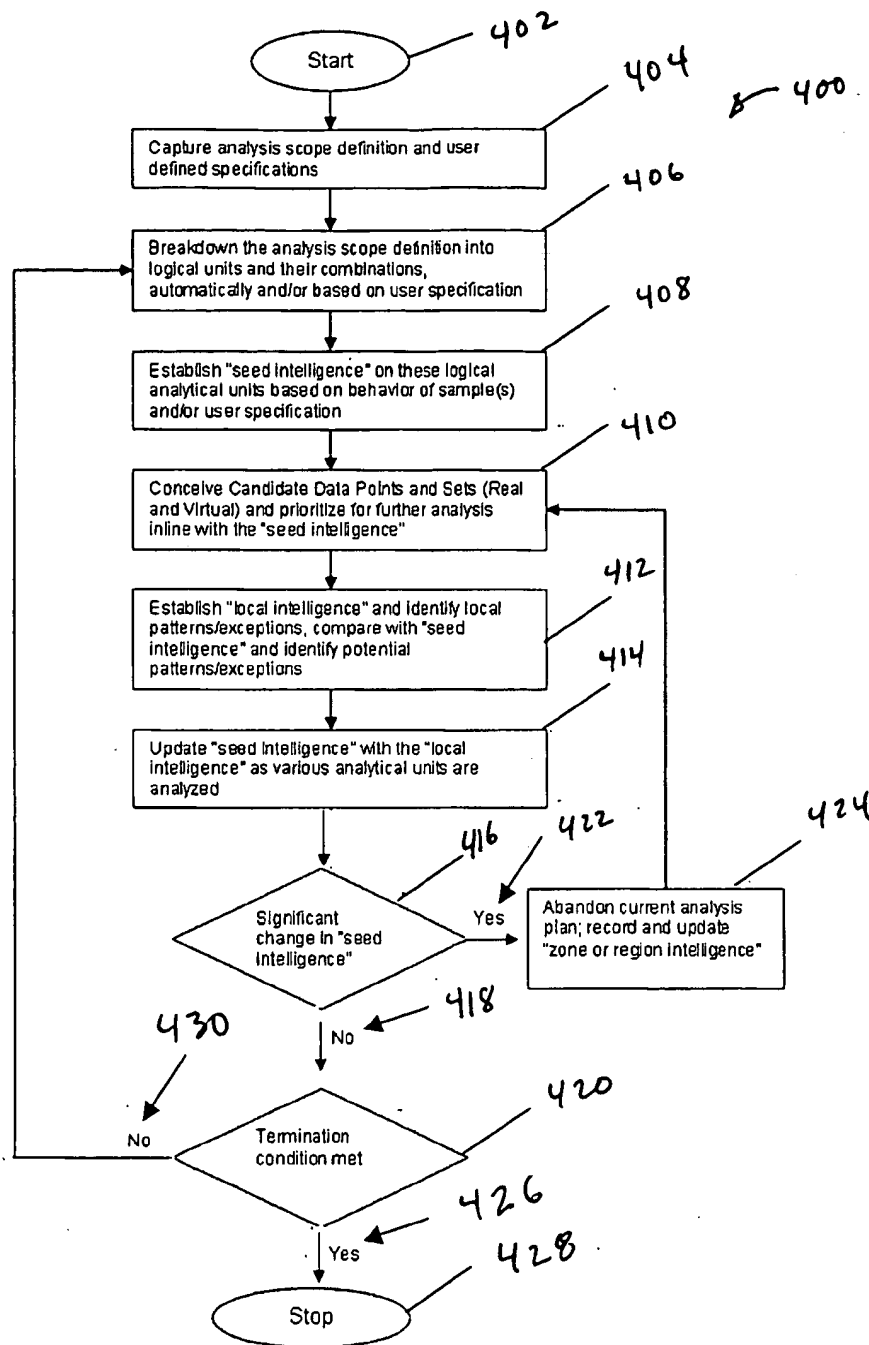 402
Start
404
400
Capture analysis scope definition and user
defined specifications
406
Breakdown the analysis scope definition into
logical units and their combinations,
automatically and/or based on user specification
408
Establish "seed intelligence" on these logical
analytical units based on behavior of sample(s)
and/or user specification
410
Conceive Candidate Data Points and Sets (Real
and Virtual) and prioritize for further analysis
inline with the "seed intelligence"
412
Establish "local intelligence" and identify local
patterns/exceptions, compare with "seed
intelligence" and identify potential
patterns/exceptions
414
Update "seed intelligence" with the "local
intelligence" as various analytical units are
analyzed
416
422
424
Significant
change in "seed
intelligence"
Yes
Abandon current analysis
plan; record and update
"zone or region intelligence"
418
No
430
420
No
Termination
condition met
426
Yes
428
Stop